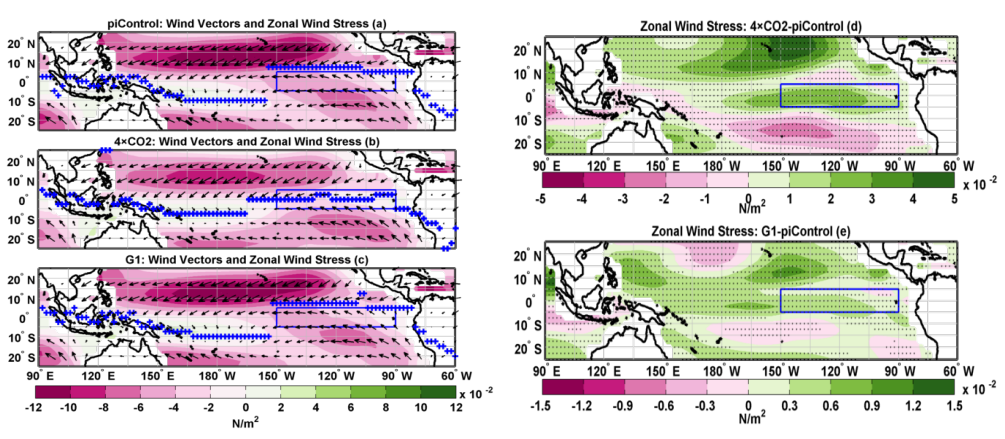 piControl: Wind Vectors and Zonal Wind Stress (a)
20° N
10° N
0°
10° S
20° S
4×CO2: Wind Vectors and Zonal Wind Stress (b)
20° N
10° N
0°
10° S
20° S
G1: Wind Vectors and Zonal Wind Stress (c)
20° N
10° N
0°
10° S
20° S
90° E 120° E 150° E 180° W 150° W 120° W 90° W 60° W
-12 -10 -8 -6 -4 -2 0 2 4 6 8 10 12 x 10⁻²
N/m²
Zonal Wind Stress: 4×CO2-piControl (d)
20° N
10° N
0°
10° S
20° S
90° E 120° E 150° E 180° W 150° W 120° W 90° W 60° W
-5 -4 -3 -2 -1 0 1 2 3 4 5 x 10⁻²
N/m²
Zonal Wind Stress: G1-piControl (e)
20° N
10° N
0°
10° S
20° S
90° E 120° E 150° E 180° W 150° W 120° W 90° W 60° W
-1.5 -1.2 -0.9 -0.6 -0.3 0 0.3 0.6 0.9 1.2 1.5 x 10⁻²
N/m²